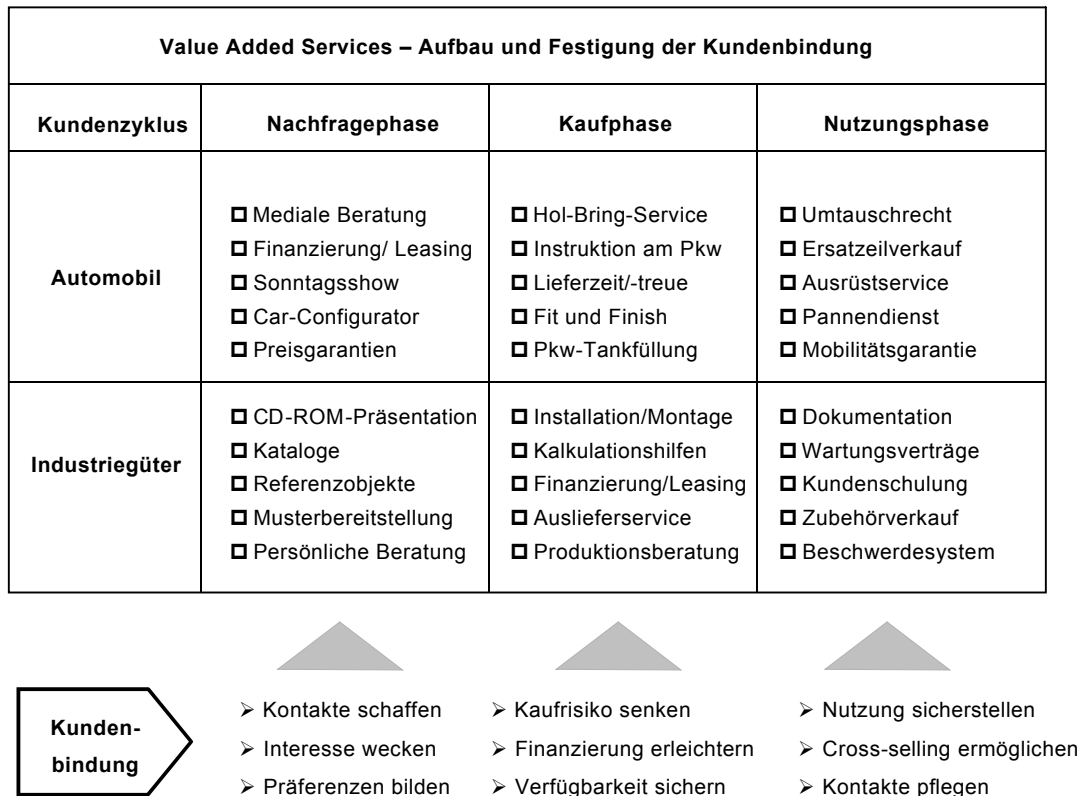 Value Added Services – Aufbau und Festigung der Kundenbindung
Kundenzyklus
Nachfragephase
Kaufphase
Nutzungsphase
Automobil
Mediale Beratung
Finanzierung/ Leasing
Sonntagsshow
Car-Configurator
Preisgarantien
Hol-Bring-Service
Instruktion am Pkw
Lieferzeit/-treue
Fit und Finish
Pkw-Tankfüllung
Umtauschrecht
Ersatzeilverkauf
Ausrüstservice
Pannendienst
Mobilitätsgarantie
Industriegüter
CD-ROM-Präsentation
Kataloge
Referenzobjekte
Musterbereitstellung
Persönliche Beratung
Installation/Montage
Kalkulationshilfen
Finanzierung/Leasing
Auslieferservice
Produktionsberatung
Dokumentation
Wartungsverträge
Kundenschulung
Zubehörverkauf
Beschwerdesystem
Kunden-
bindung
Kontakte schaffen
Interesse wecken
Präferenzen bilden
Kaufrisiko senken
Finanzierung erleichtern
Verfügbarkeit sichern
Nutzung sicherstellen
Cross-selling ermöglichen
Kontakte pflegen